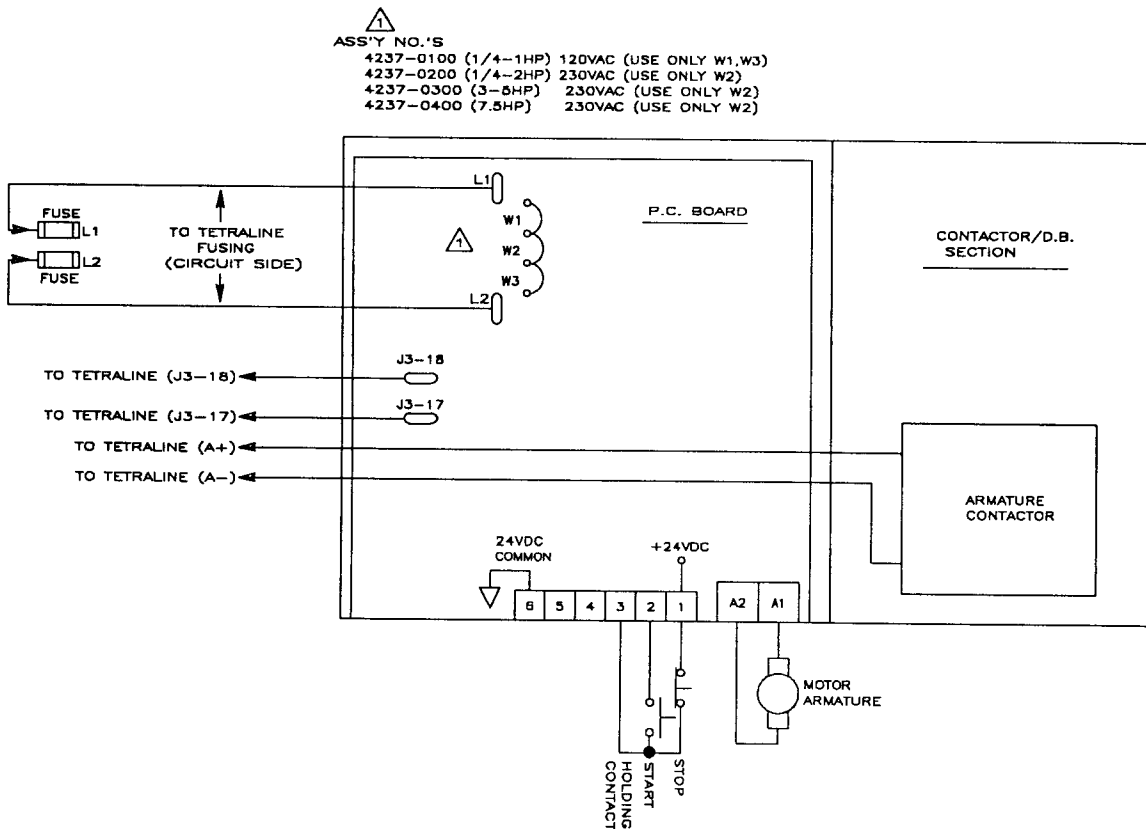 1
ASS'Y NO.'S
4237-0100 (1/4-1HP) 120VAC (USE ONLY W1,W3)
4237-0200 (1/4-2HP) 230VAC (USE ONLY W2)
4237-0300 (3-5HP) 230VAC (USE ONLY W2)
4237-0400 (7.5HP) 230VAC (USE ONLY W2)
L1
W1
W2
W3
L2
1
P.C. BOARD
CONTACTOR/D.B.
SECTION
FUSE
L1
L2
FUSE
TO TETRALINE
FUSING
(CIRCUIT SIDE)
J3-18
TO TETRALINE (J3-18)
J3-17
TO TETRALINE (J3-17)
TO TETRALINE (A+)
TO TETRALINE (A-)
ARMATURE
CONTACTOR
24VDC
COMMON
+24VDC
6 5 4 3 2 1
A2 A1
MOTOR
ARMATURE
HOLDING
CONTACT
START
STOP